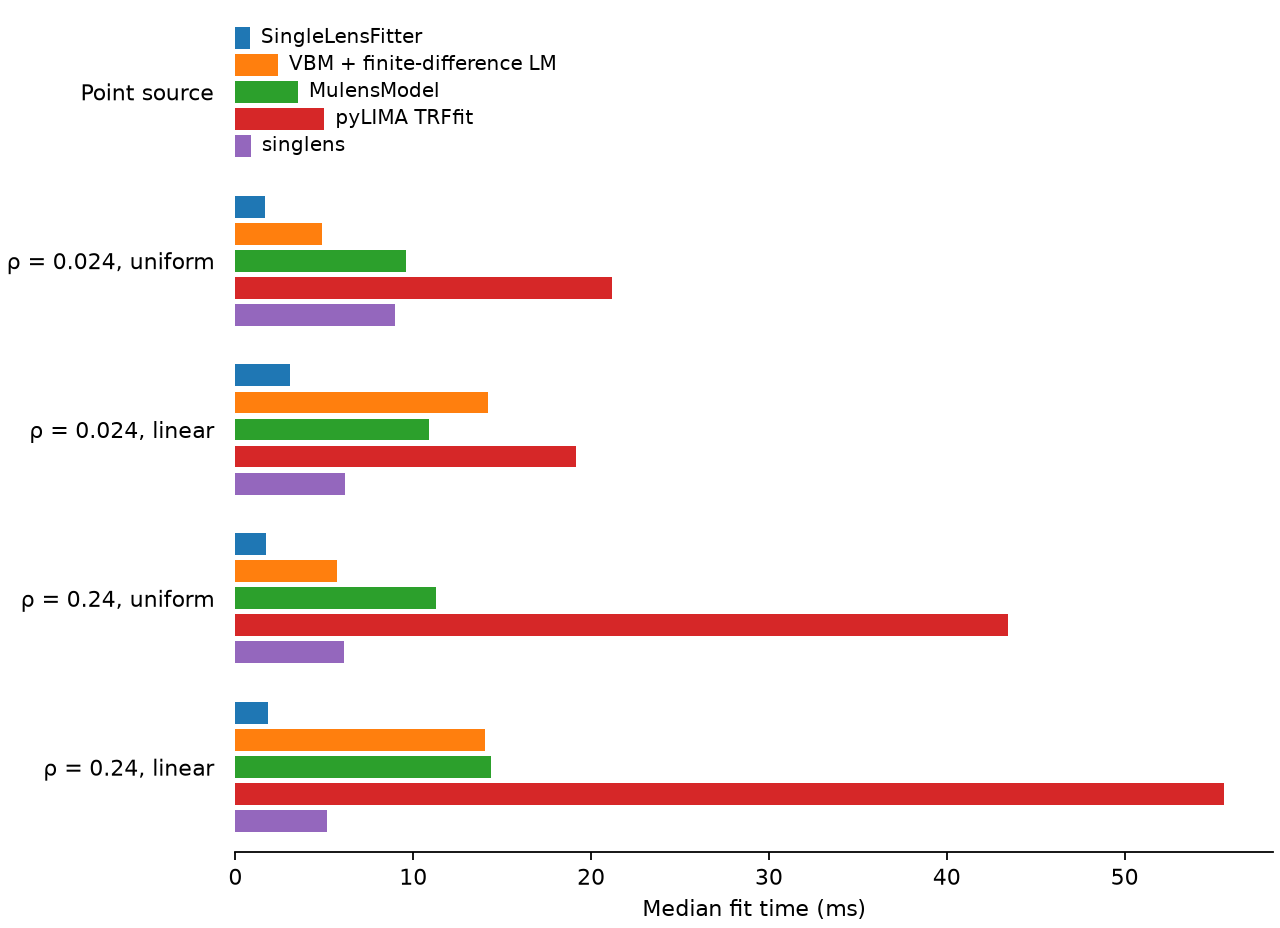 SingleLensFitter
VBM + finite-difference LM
Point source
MulensModel
pyLIMA TRFfit
singlens
ρ = 0.024, uniform
ρ = 0.024, linear
ρ = 0.24, uniform
ρ = 0.24, linear
0 10 20 30 40 50
Median fit time (ms)